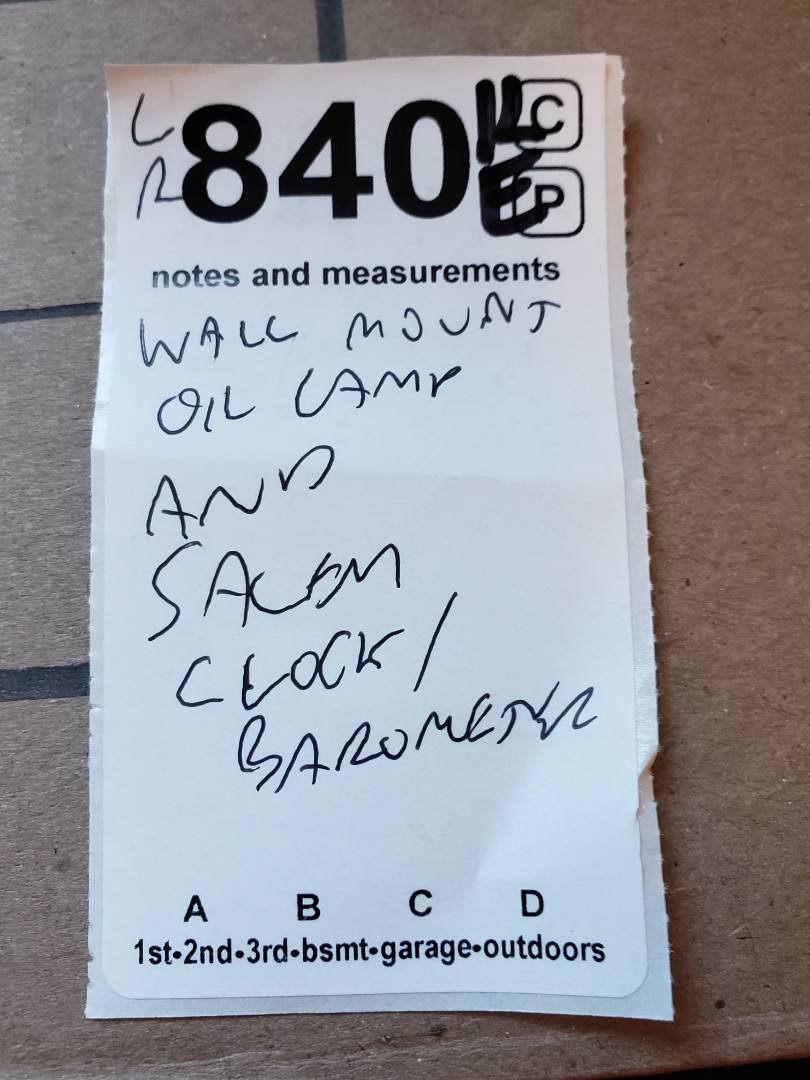 L
R
840
C
P
notes and measurements
WALL MOUNT
OIL LAMP
AND
SALEM
CLOCK/
BAROMETER
A B C D
1st•2nd•3rd•bsmt•garage•outdoors